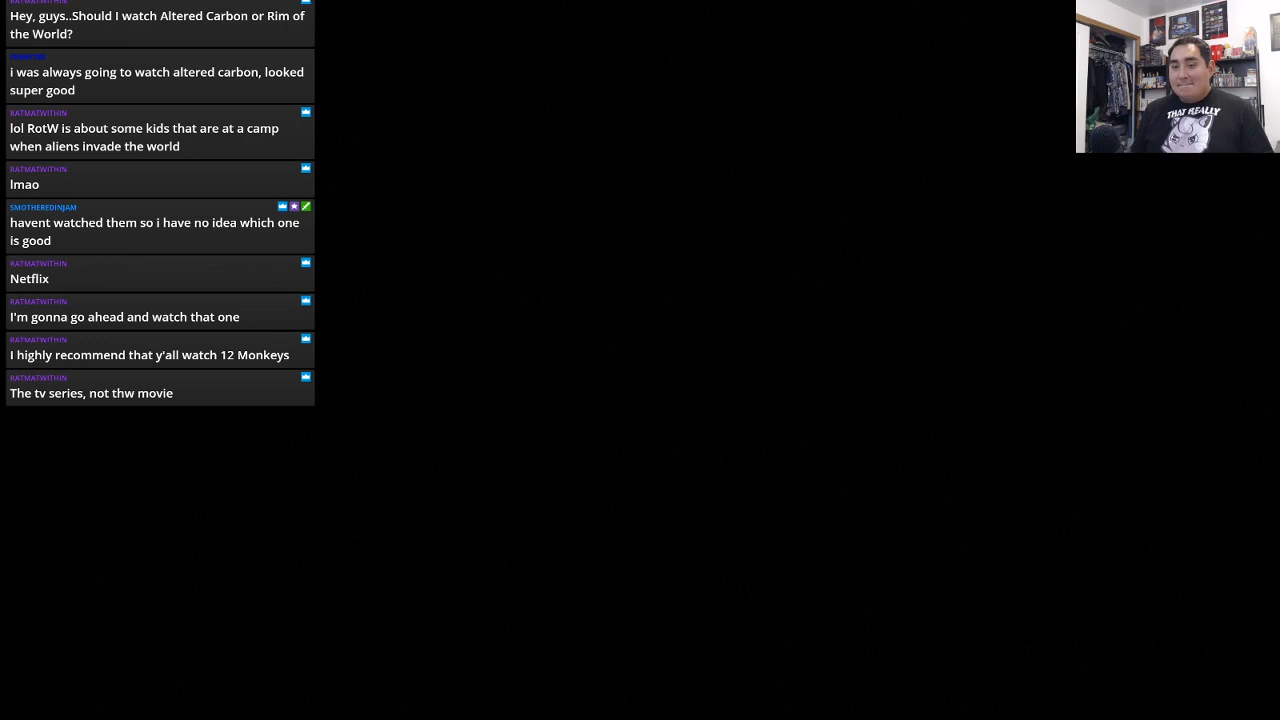 RATMATWITHIN
Hey, guys..Should I watch Altered Carbon or Rim of
the World?
i was always going to watch altered carbon, looked
super good
RATMATWITHIN
lol RotW is about some kids that are at a camp
when aliens invade the world
RATMATWITHIN
lmao
SMOTHEREDINJAM
havent watched them so i have no idea which one
is good
RATMATWITHIN
Netflix
RATMATWITHIN
I'm gonna go ahead and watch that one
RATMATWITHIN
I highly recommend that y'all watch 12 Monkeys
RATMATWITHIN
The tv series, not thw movie
THAT REALLY